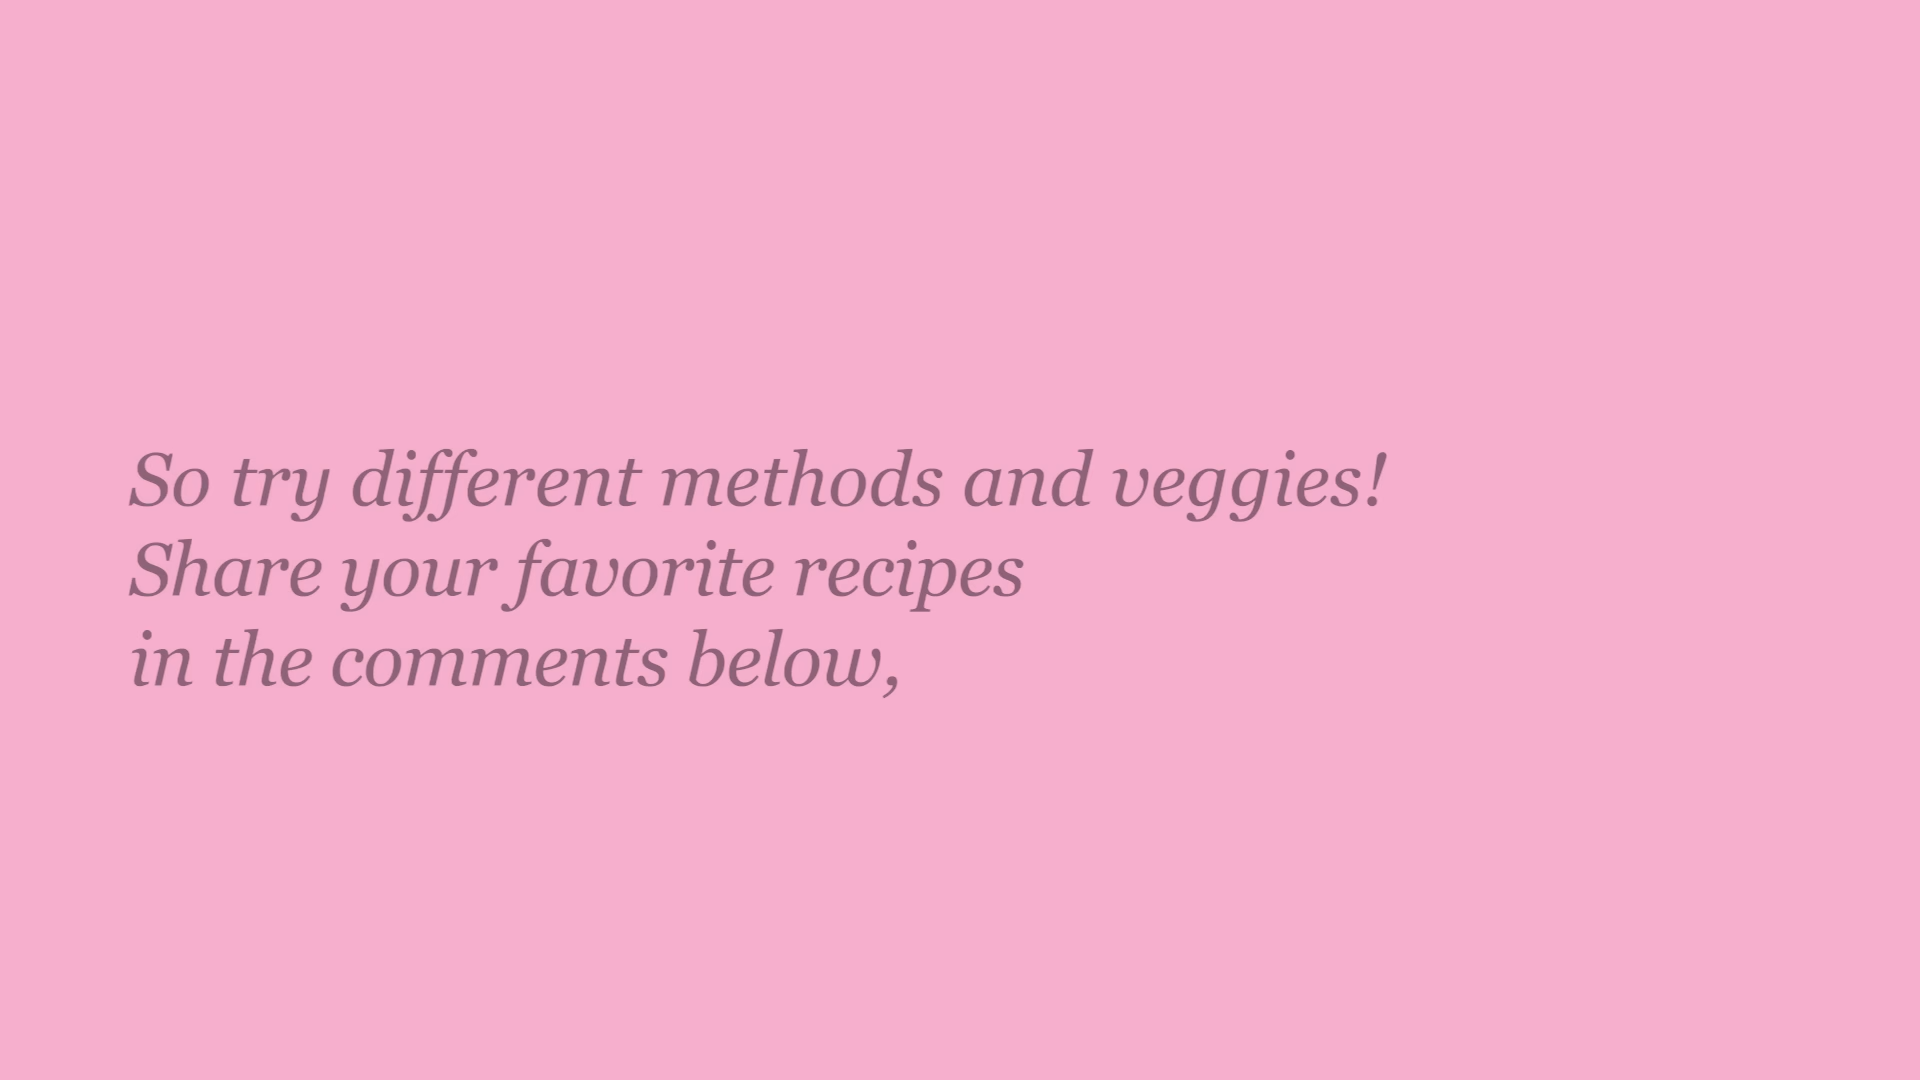 So try different methods and veggies!
Share your favorite recipes
in the comments below,